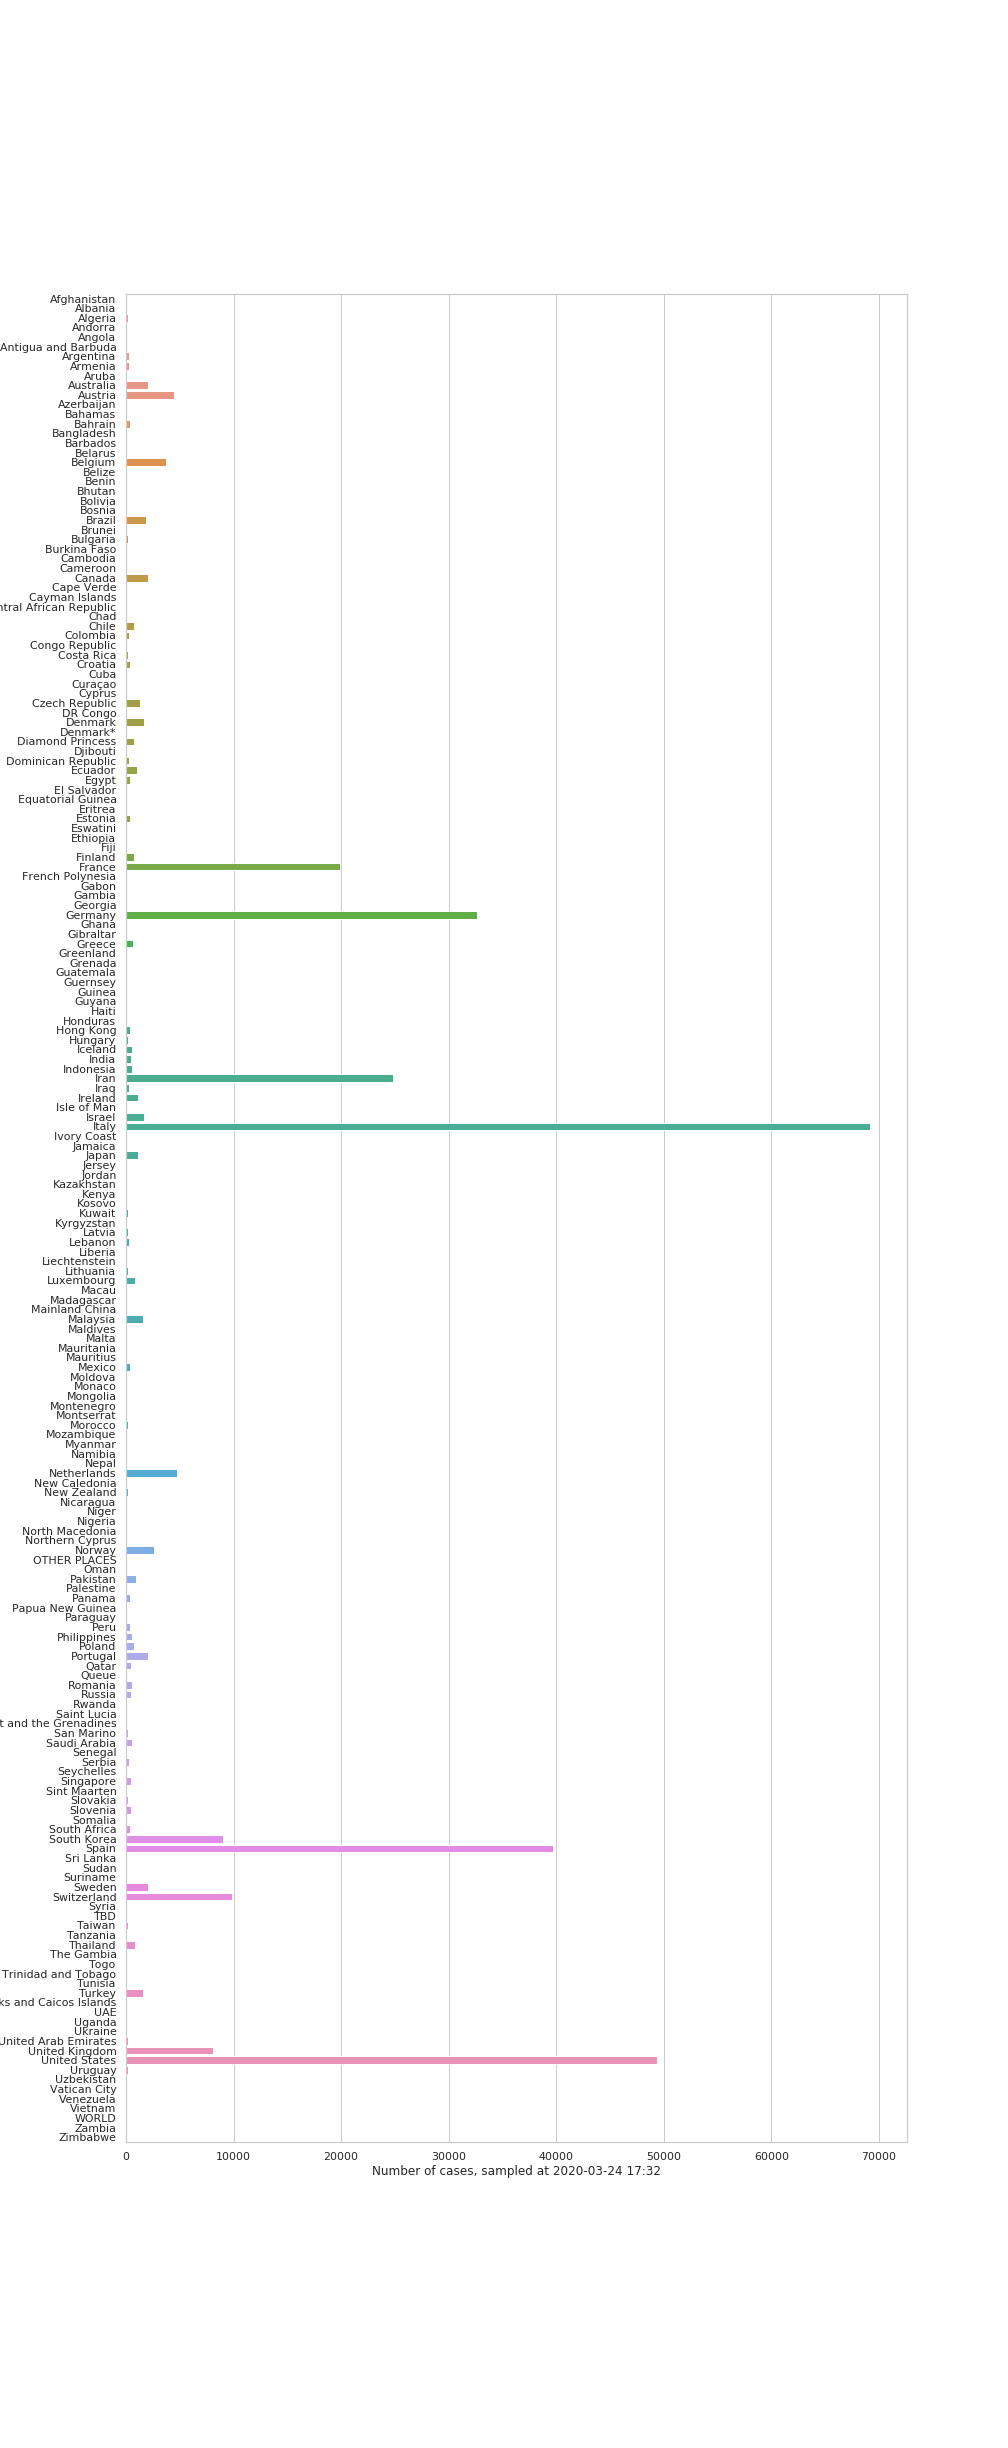 Afghanistan
Albania
Algeria
Andorra
Angola
Antigua and Barbuda
Argentina
Armenia
Aruba
Australia
Austria
Azerbaijan
Bahamas
Bahrain
Bangladesh
Barbados
Belarus
Belgium
Belize
Benin
Bhutan
Bolivia
Bosnia
Brazil
Brunei
Bulgaria
Burkina Faso
Cambodia
Cameroon
Canada
Cape Verde
Cayman Islands
ntral African Republic
Chad
Chile
Colombia
Congo Republic
Costa Rica
Croatia
Cuba
Curaçao
Cyprus
Czech Republic
DR Congo
Denmark
Denmark*
Diamond Princess
Djibouti
Dominican Republic
Ecuador
Egypt
El Salvador
Equatorial Guinea
Eritrea
Estonia
Eswatini
Ethiopia
Fiji
Finland
France
French Polynesia
Gabon
Gambia
Georgia
Germany
Ghana
Gibraltar
Greece
Greenland
Grenada
Guatemala
Guernsey
Guinea
Guyana
Haiti
Honduras
Hong Kong
Hungary
Iceland
India
Indonesia
Iran
Iraq
Ireland
Isle of Man
Israel
Italy
Ivory Coast
Jamaica
Japan
Jersey
Jordan
Kazakhstan
Kenya
Kosovo
Kuwait
Kyrgyzstan
Latvia
Lebanon
Liberia
Liechtenstein
Lithuania
Luxembourg
Macau
Madagascar
Mainland China
Malaysia
Maldives
Malta
Mauritania
Mauritius
Mexico
Moldova
Monaco
Mongolia
Montenegro
Montserrat
Morocco
Mozambique
Myanmar
Namibia
Nepal
Netherlands
New Caledonia
New Zealand
Nicaragua
Niger
Nigeria
North Macedonia
Northern Cyprus
Norway
OTHER PLACES
Oman
Pakistan
Palestine
Panama
Papua New Guinea
Paraguay
Peru
Philippines
Poland
Portugal
Qatar
Queue
Romania
Russia
Rwanda
Saint Lucia
t and the Grenadines
San Marino
Saudi Arabia
Senegal
Serbia
Seychelles
Singapore
Sint Maarten
Slovakia
Slovenia
Somalia
South Africa
South Korea
Spain
Sri Lanka
Sudan
Suriname
Sweden
Switzerland
Syria
TBD
Taiwan
Tanzania
Thailand
The Gambia
Togo
Trinidad and Tobago
Tunisia
Turkey
ks and Caicos Islands
UAE
Uganda
Ukraine
United Arab Emirates
United Kingdom
United States
Uruguay
Uzbekistan
Vatican City
Venezuela
Vietnam
WORLD
Zambia
Zimbabwe
0 10000 20000 30000 40000 50000 60000 70000
Number of cases, sampled at 2020-03-24 17:32